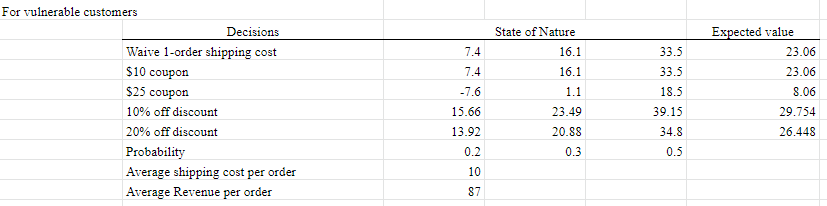 For vulnerable customers
Decisions State of Nature Expected value
Waive 1-order shipping cost 7.4 16.1 33.5 23.06
$10 coupon 7.4 16.1 33.5 23.06
$25 coupon -7.6 1.1 18.5 8.06
10% off discount 15.66 23.49 39.15 29.754
20% off discount 13.92 20.88 34.8 26.448
Probability 0.2 0.3 0.5
Average shipping cost per order 10
Average Revenue per order 87